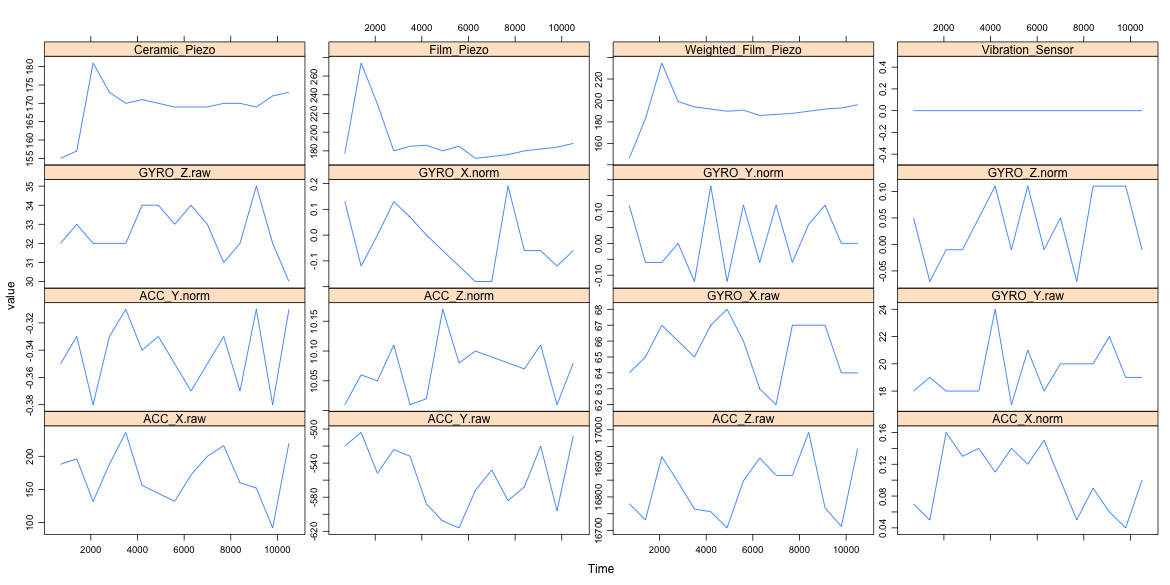 2000 4000 6000 8000 10000 2000 4000 6000 8000 10000
Ceramic_Piezo Film_Piezo Weighted_Film_Piezo Vibration_Sensor
155 160 165 170 175 180
180 200 220 240 260
160 180 200 220
-0.4 -0.2 0.0 0.2 0.4
GYRO_Z.raw GYRO_X.norm GYRO_Y.norm GYRO_Z.norm
30 31 32 33 34 35
-0.1 0.0 0.1 0.2
-0.10 0.00 0.10
0.05 0.00 0.05 0.10
ACC_Y.norm ACC_Z.norm GYRO_X.raw GYRO_Y.raw
-0.38 -0.36 -0.34 -0.32
10.05 10.10 10.15
62 63 64 65 66 67 68
18 20 22 24
ACC_X.raw ACC_Y.raw ACC_Z.raw ACC_X.norm
100 150 200
-620 -580 -540 -500
16700 16800 16900 17000
0.04 0.08 0.12 0.16
2000 4000 6000 8000 10000 2000 4000 6000 8000 10000
value
Time